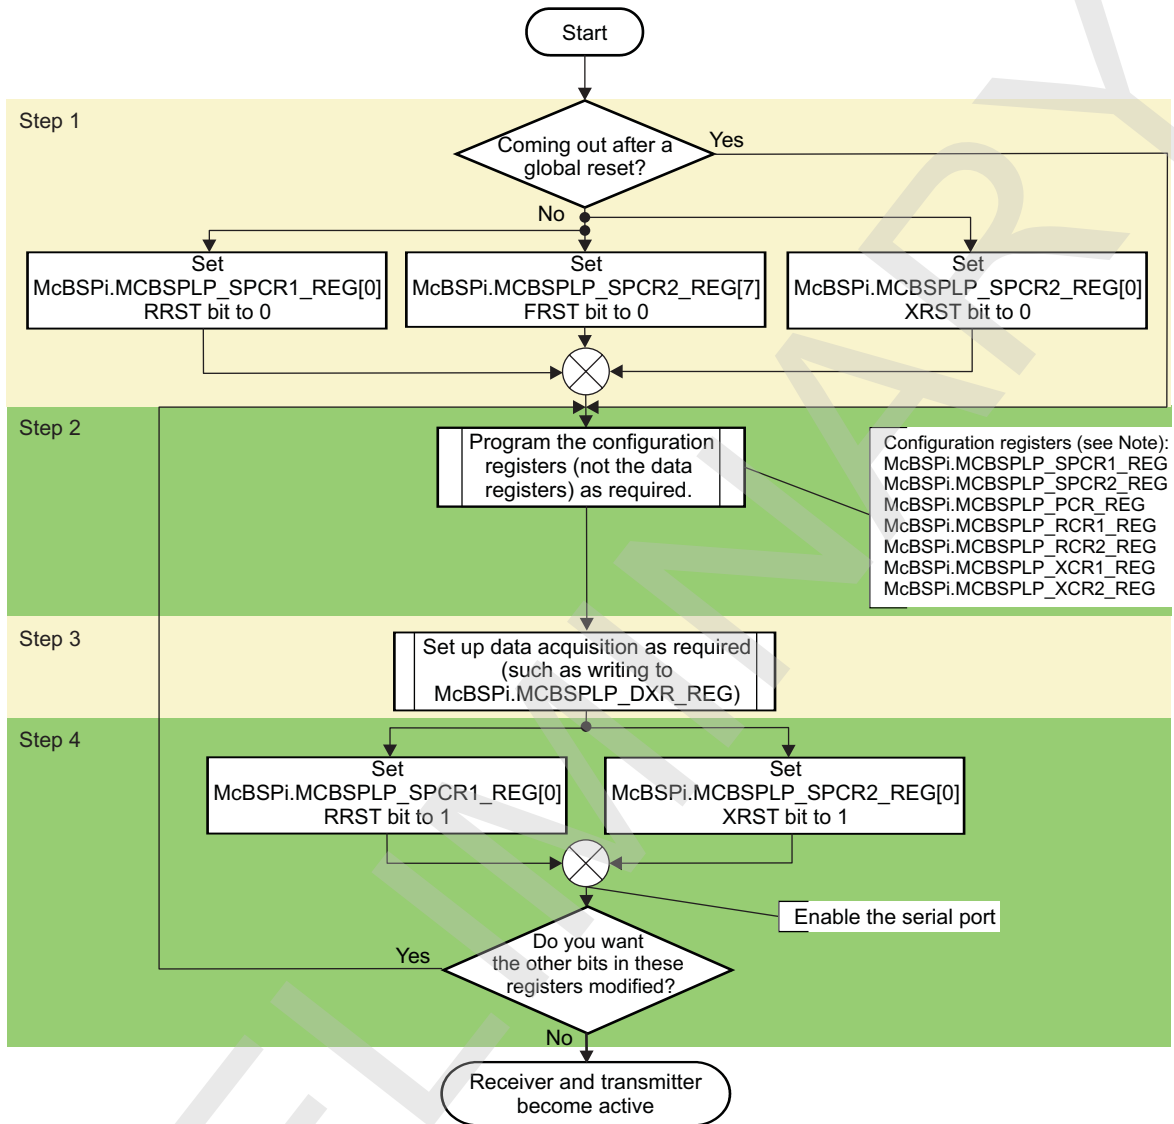 Start
Step 1
Coming out after a
global reset?
Yes
No
Set
McBSPi.MCBSPLP_SPCR1_REG[0]
RRST bit to 0
Set
McBSPi.MCBSPLP_SPCR2_REG[7]
FRST bit to 0
Set
McBSPi.MCBSPLP_SPCR2_REG[0]
XRST bit to 0
Step 2
Program the configuration
registers (not the data
registers) as required.
Configuration registers (see Note):
McBSPi.MCBSPLP_SPCR1_REG
McBSPi.MCBSPLP_SPCR2_REG
McBSPi.MCBSPLP_PCR_REG
McBSPi.MCBSPLP_RCR1_REG
McBSPi.MCBSPLP_RCR2_REG
McBSPi.MCBSPLP_XCR1_REG
McBSPi.MCBSPLP_XCR2_REG
Step 3
Set up data acquisition as required
(such as writing to
McBSPi.MCBSPLP_DXR_REG)
Step 4
Set
McBSPi.MCBSPLP_SPCR1_REG[0]
RRST bit to 1
Set
McBSPi.MCBSPLP_SPCR2_REG[0]
XRST bit to 1
Enable the serial port
Do you want
the other bits in these
registers modified?
Yes
No
Receiver and transmitter
become active
ELIMINARY